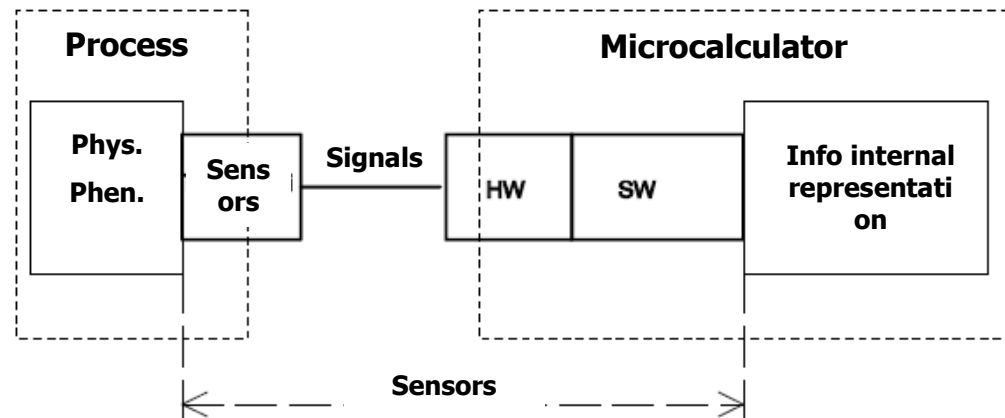 Process
Microcalculator
Phys.
Phen.
Sens
ors
Signals
HW
SW
Info internal
representati
on
Sensors